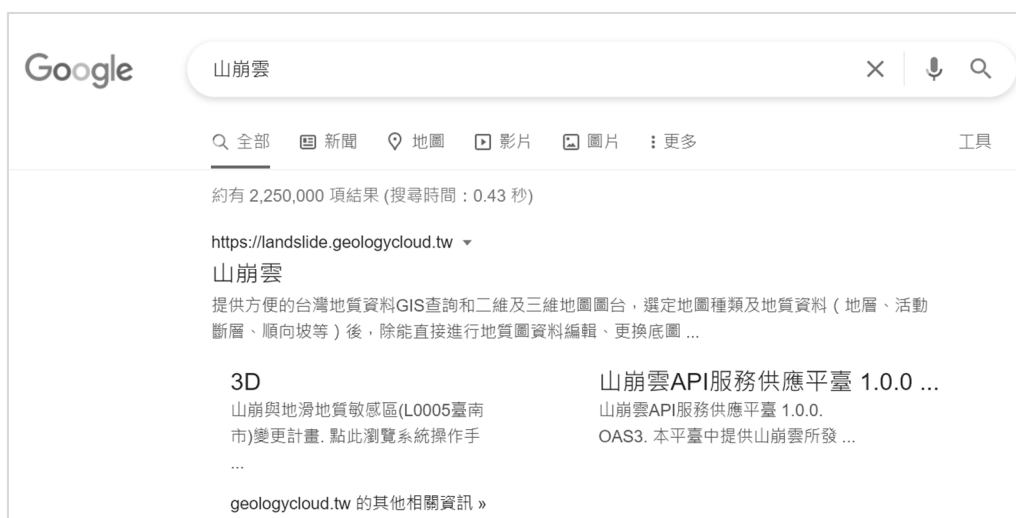 Google
山崩雲
全部 新聞 地圖 影片 圖片 更多 工具
約有 2,250,000 項結果 (搜尋時間：0.43 秒)
https://landslide.geologycloud.tw
山崩雲
提供方便的台灣地質資料GIS查詢和二維及三維地圖圖台，選定地圖種類及地質資料（地層、活動
斷層、順向坡等）後，除能直接進行地質圖資料編輯、更換底圖 ...
3D
山崩與地滑地質敏感區(L0005臺南
市)變更計畫. 點此瀏覽系統操作手
...
山崩雲API服務供應平臺 1.0.0 ...
山崩雲API服務供應平臺 1.0.0.
OAS3. 本平臺中提供山崩雲所發 ...
geologycloud.tw 的其他相關資訊 »